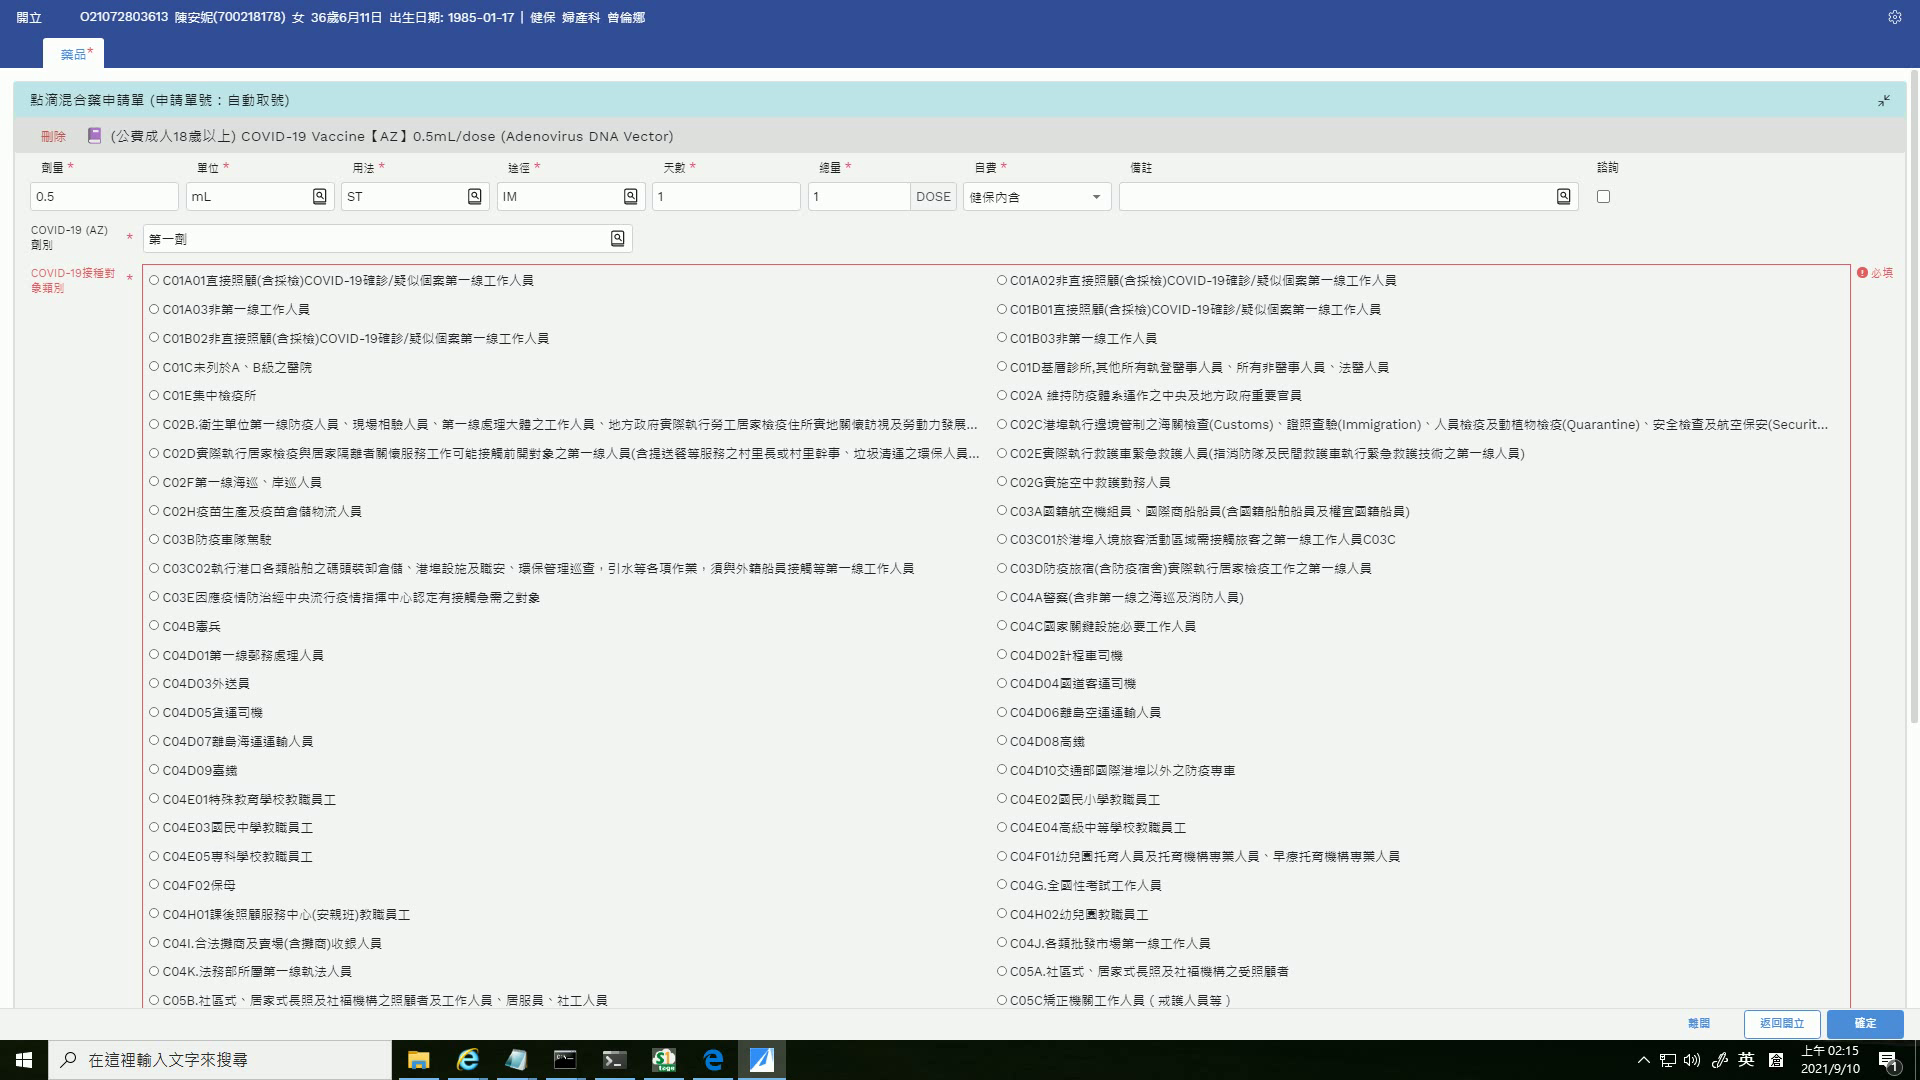 開立 O21072803613 陳安妮(700218178) 女 36歲6月11日 出生日期: 1985-01-17 | 健保 婦產科 曾倫娜
藥品*
點滴混合藥申請單 (申請單號：自動取號)
刪除 (公費成人18歲以上) COVID-19 Vaccine【AZ】0.5mL/dose (Adenovirus DNA Vector)
劑量 * 單位 * 用法 * 途徑 * 天數 * 總量 * 自費 * 備註 諮詢
0.5 mL ST IM 1 1 DOSE 健保內含
COVID-19 (AZ)
劑別 * 第一劑
COVID-19接種對
象類別 * 必填
C01A01直接照顧(含採檢)COVID-19確診/疑似個案第一線工作人員 C01A02非直接照顧(含採檢)COVID-19確診/疑似個案第一線工作人員
C01A03非第一線工作人員 C01B01直接照顧(含採檢)COVID-19確診/疑似個案第一線工作人員
C01B02非直接照顧(含採檢)COVID-19確診/疑似個案第一線工作人員 C01B03非第一線工作人員
C01C未列於A、B級之醫院 C01D基層診所,其他所有執登醫事人員、所有非醫事人員、法醫人員
C01E集中檢疫所 C02A 維持防疫體系運作之中央及地方政府重要官員
C02B.衛生單位第一線防疫人員、現場相驗人員、第一線處理大體之工作人員、地方政府實際執行勞工居家檢疫住所實地關懷訪視及勞動力發展... C02C港埠執行邊境管制之海關檢查(Customs)、證照查驗(Immigration)、人員檢疫及動植物檢疫(Quarantine)、安全檢查及航空保安(Securit...
C02D實際執行居家檢疫與居家隔離者關懷服務工作可能接觸前開對象之第一線人員(含提送餐等服務之村里長或村里幹事、垃圾清運之環保人員... C02E實際執行救護車緊急救護人員(指消防隊及民間救護車執行緊急救護技術之第一線人員)
C02F第一線海巡、岸巡人員 C02G實施空中救護勤務人員
C02H疫苗生產及疫苗倉儲物流人員 C03A國籍航空機組員、國際商船船員(含國籍船舶船員及權宜國籍船員)
C03B防疫車隊駕駛 C03C01於港埠入境旅客活動區域需接觸旅客之第一線工作人員C03C
C03C02執行港口各類船舶之碼頭裝卸倉儲、港埠設施及職安、環保管理巡查，引水等各項作業，須與外籍船員接觸等第一線工作人員 C03D防疫旅宿(含防疫宿舍)實際執行居家檢疫工作之第一線人員
C03E因應疫情防治經中央流行疫情指揮中心認定有接觸急需之對象 C04A警察(含非第一線之海巡及消防人員)
C04B憲兵 C04C國家關鍵設施必要工作人員
C04D01第一線郵務處理人員 C04D02計程車司機
C04D03外送員 C04D04國道客運司機
C04D05貨運司機 C04D06離島空運運輸人員
C04D07離島海運運輸人員 C04D08高鐵
C04D09臺鐵 C04D10交通部國際港埠以外之防疫專車
C04E01特殊教育學校教職員工 C04E02國民小學教職員工
C04E03國民中學教職員工 C04E04高級中等學校教職員工
C04E05專科學校教職員工 C04F01幼兒園托育人員及托育機構專業人員、早療托育機構專業人員
C04F02保母 C04G.全國性考試工作人員
C04H01課後照顧服務中心(安親班)教職員工 C04H02幼兒園教職員工
C04I.合法攤商及賣場(含攤商)收銀人員 C04J.各類批發市場第一線工作人員
C04K.法務部所屬第一線執法人員 C05A.社區式、居家式長照及社福機構之受照顧者
C05B.社區式、居家式長照及社福機構之照顧者及工作人員、居服員、社工人員 C05C矯正機關工作人員 ( 戒護人員等 )
離開 返回開立 確定
在這裡輸入文字來搜尋 英 上午 02:15
2021/9/10 1